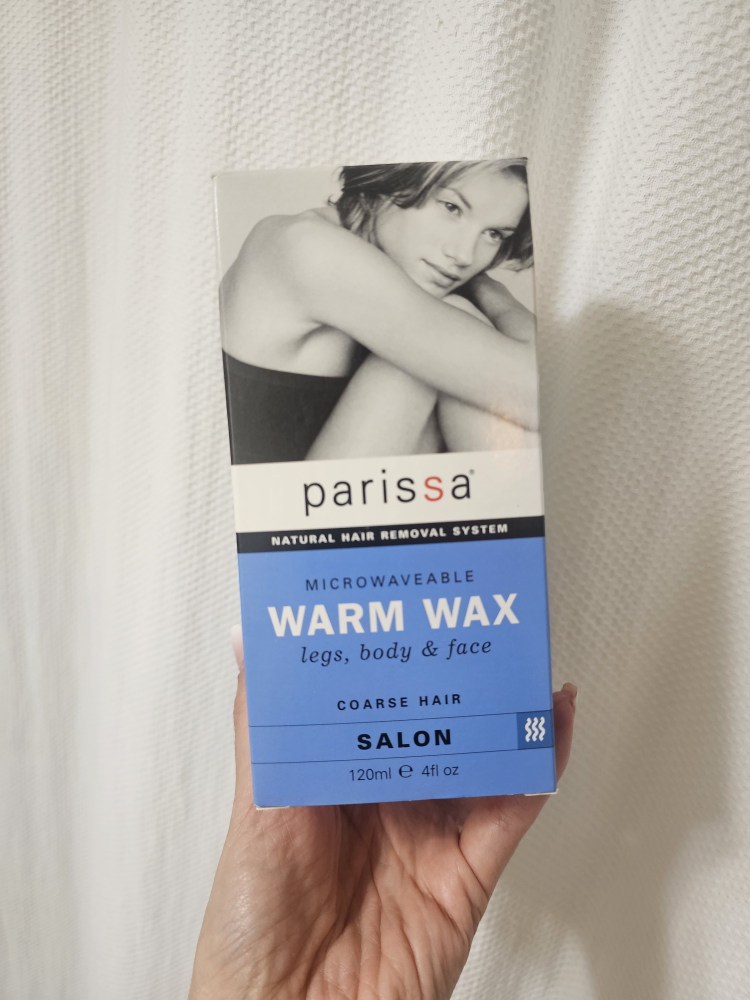 parissa®
NATURAL HAIR REMOVAL SYSTEM
MICROWAVEABLE
WARM WAX
legs, body & face
COARSE HAIR
SALON
120ml ℮ 4fl oz